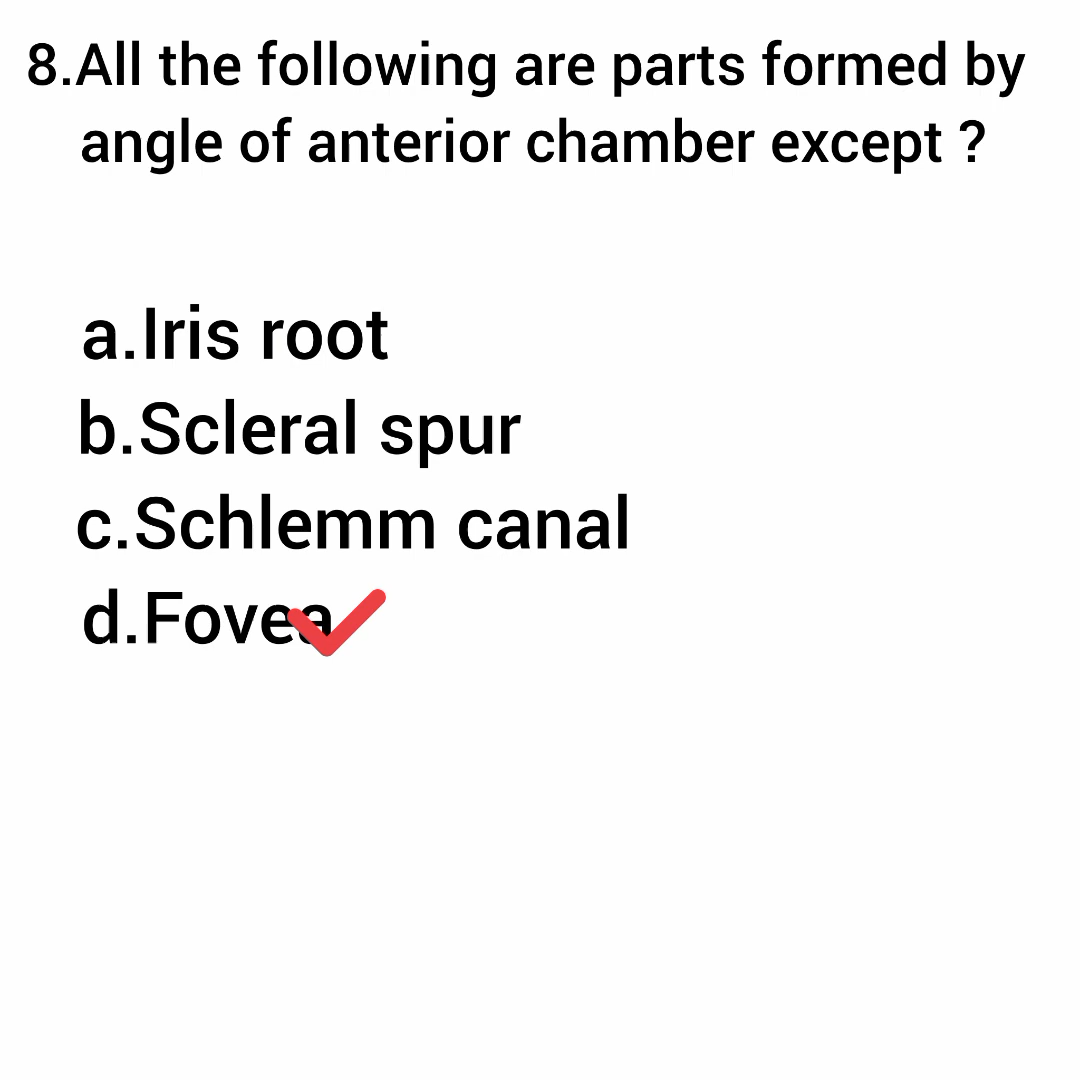 8.All the following are parts formed by
angle of anterior chamber except ?
a.Iris root
b.Scleral spur
c.Schlemm canal
d.Fovea